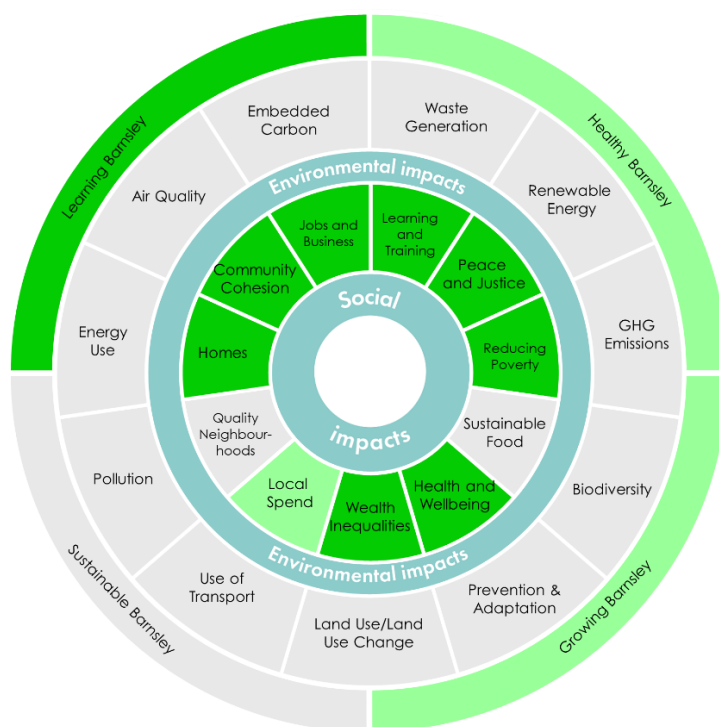 Learning Barnsley
Healthy Barnsley
Growing Barnsley
Sustainable Barnsley
Embedded
Carbon
Waste
Generation
Renewable
Energy
GHG
Emissions
Biodiversity
Prevention &
Adaptation
Land Use/Land
Use Change
Use of
Transport
Pollution
Energy
Use
Air Quality
Environmental impacts
Environmental impacts
Jobs and
Business
Learning
and
Training
Peace
and Justice
Reducing
Poverty
Sustainable
Food
Health and
Wellbeing
Wealth
Inequalities
Local
Spend
Quality
Neighbour-
hoods
Homes
Community
Cohesion
Social
impacts